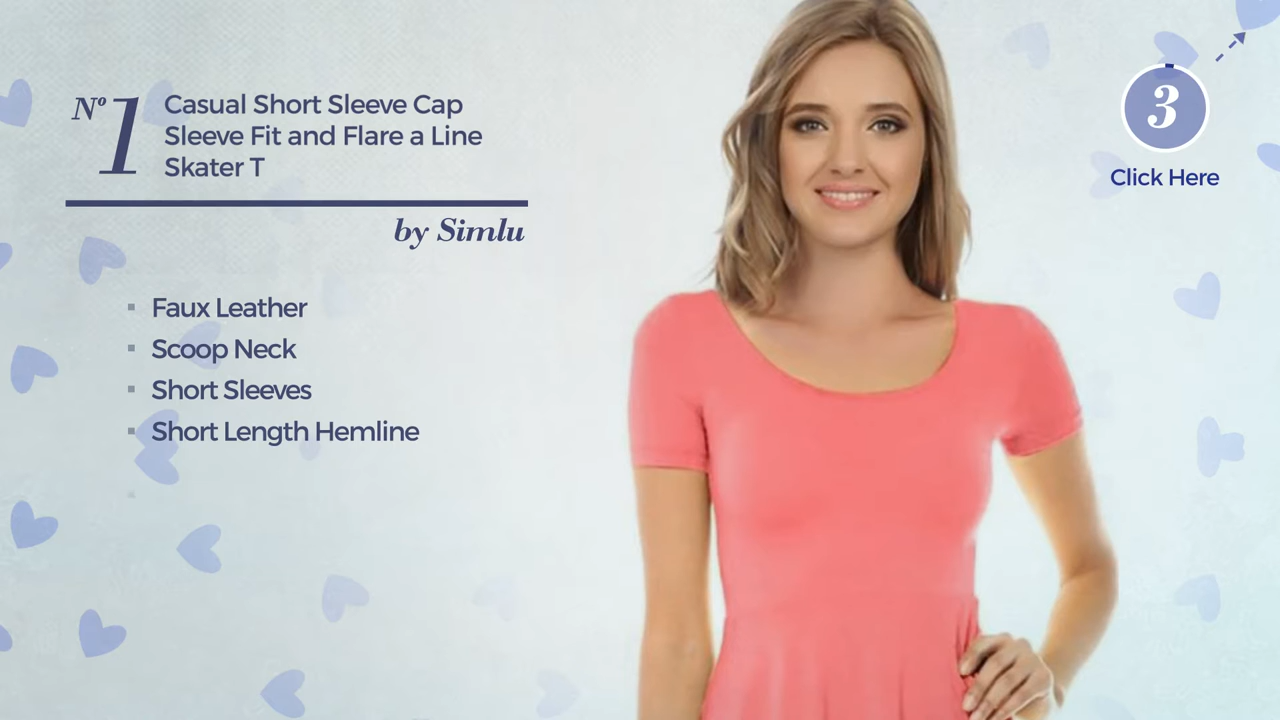 Nº 1
Casual Short Sleeve Cap
Sleeve Fit and Flare a Line
Skater T
by Simlu
Faux Leather
Scoop Neck
Short Sleeves
Short Length Hemline
3
Click Here